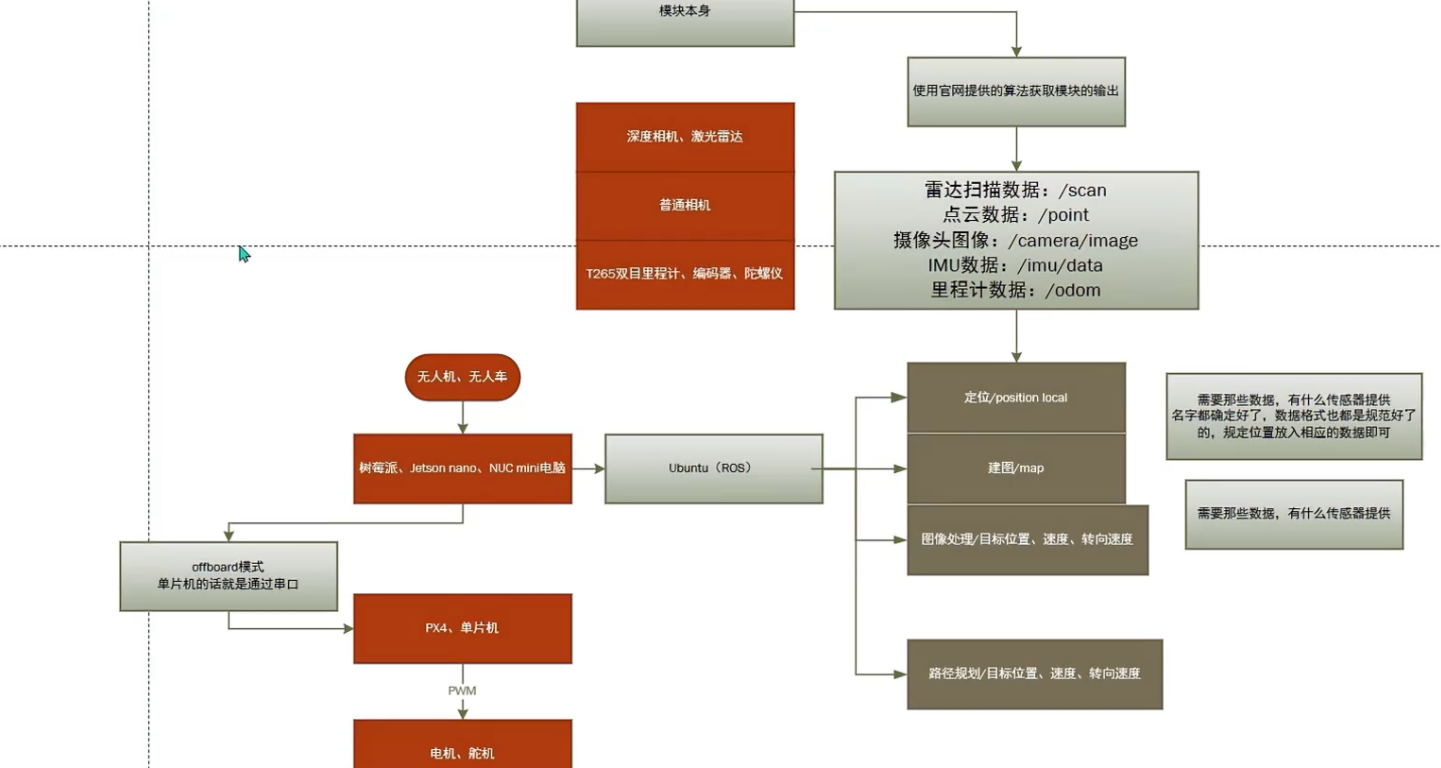 模块本身
使用官网提供的算法获取模块的输出
深度相机、激光雷达
普通相机
T265双目里程计、编码器、陀螺仪
雷达扫描数据：/scan
点云数据：/point
摄像头图像：/camera/image
IMU数据：/imu/data
里程计数据：/odom
无人机、无人车
树莓派、Jetson nano、NUC mini电脑
Ubuntu（ROS）
定位/position local
建图/map
图像处理/目标位置、速度、转向速度
路径规划/目标位置、速度、转向速度
需要那些数据，有什么传感器提供
名字都确定好了，数据格式也都是规范好了
的，规定位置放入相应的数据即可
需要那些数据，有什么传感器提供
offboard模式
单片机的话就是通过串口
PX4、单片机
PWM
电机、舵机